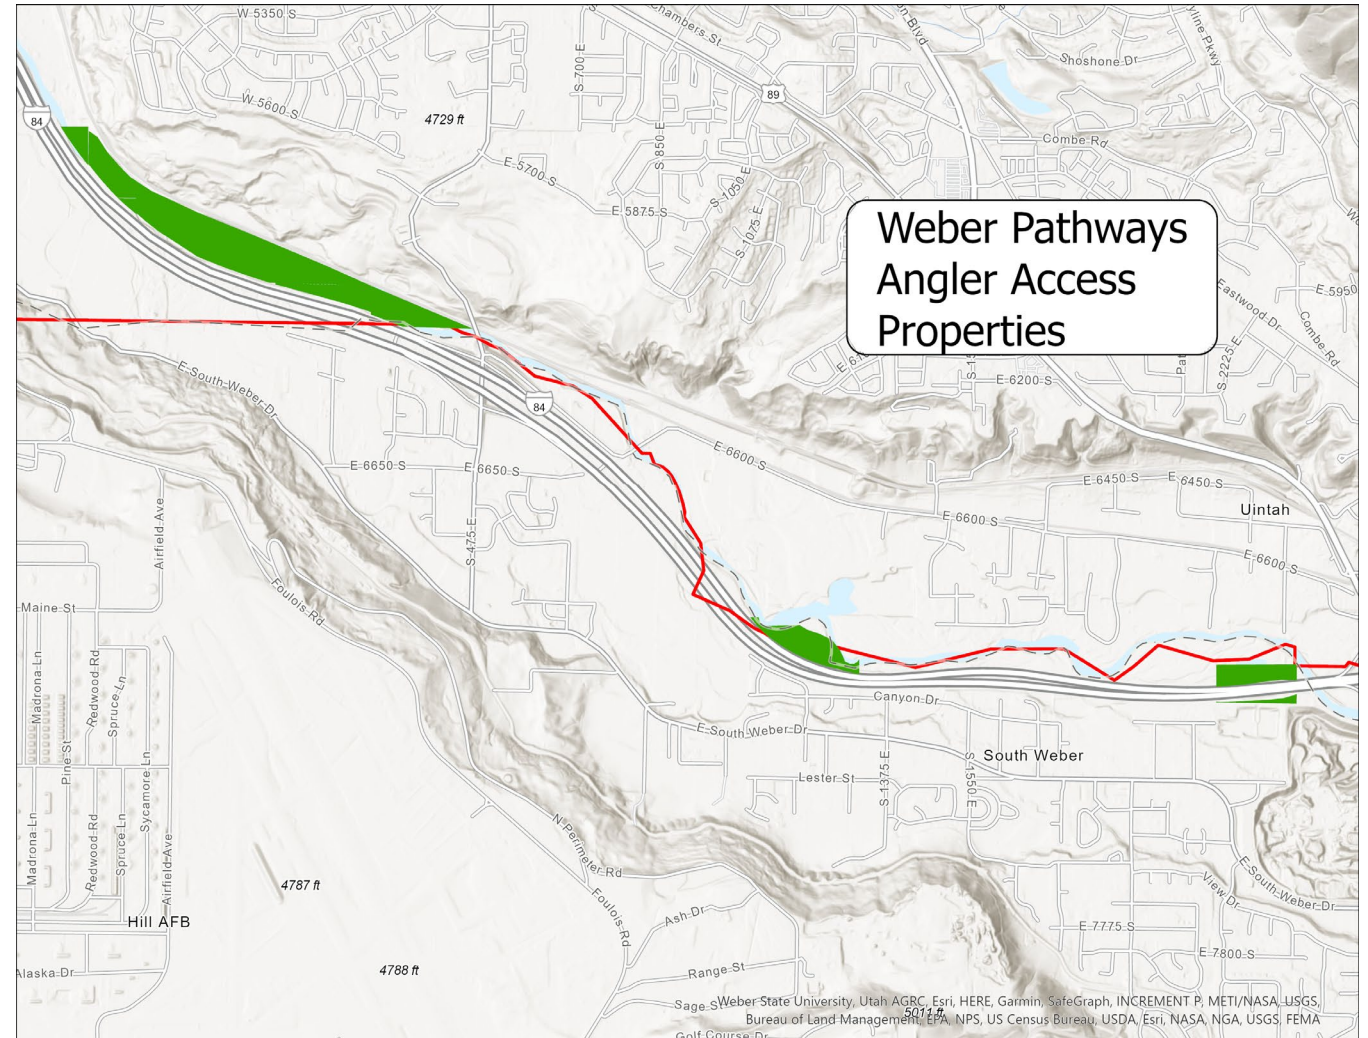 W 5350 S
Chambers St
on Blvd
yline Pkwy
S 700 E
Shoshone Dr
84
W 5600 S
4729 ft
89
Combe Rd
S 850 E
E 5700 S
S 1050 E
E 5875 S
S 1075 E
Weber Pathways
Angler Access
Properties
E 5950
Eastwood Dr
Combe Rd
S 2225 E
E 6200 S
E South Weber Dr
84
E 6650 S
E 6650 S
E 6600 S
E 6450 S
E 6450 S
Uintah
Airfield Ave
S 475 E
E 6600 S
E 6600 S
Foulois Rd
Maine St
Madrona Ln
Redwood Rd
Spruce Ln
Pine St
Sycamore Ln
Canyon Dr
E South Weber Dr
South Weber
Lester St
S 1375 E
S 1550 E
Madrona Ln
Redwood Rd
Spruce Ln
Airfield Ave
N Perimeter Rd
E South Weber Dr
View Dr
4787 ft
Foulois Rd
Hill AFB
Ash Dr
E 7775 S
E 7800 S
Alaska Dr
4788 ft
Range St
Sage St
5011 ft
Golf Course Dr
Weber State University, Utah AGRC, Esri, HERE, Garmin, SafeGraph, INCREMENT P, METI/NASA, USGS,
Bureau of Land Management, EPA, NPS, US Census Bureau, USDA, Esri, NASA, NGA, USGS, FEMA